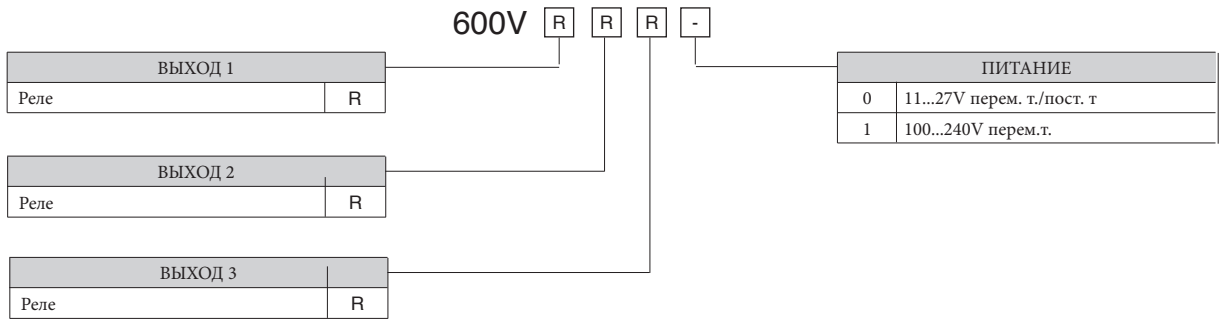 600V R R R -
ВЫХОД 1
Реле R
ПИТАНИЕ
0 11...27V перем. т./пост. т
1 100...240V перем.т.
ВЫХОД 2
Реле R
ВЫХОД 3
Реле R